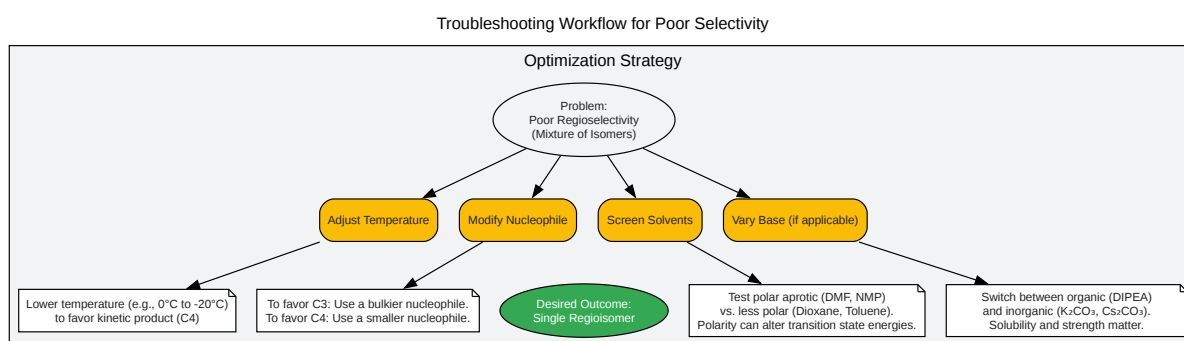 Troubleshooting Workflow for Poor Selectivity
Optimization Strategy
Problem:
Poor Regioselectivity
(Mixture of Isomers)
Adjust Temperature
Modify Nucleophile
Screen Solvents
Vary Base (if applicable)
Lower temperature (e.g., 0°C to -20°C)
to favor kinetic product (C4)
To favor C3: Use a bulkier nucleophile.
To favor C4: Use a smaller nucleophile.
Desired Outcome:
Single Regioisomer
Test polar aprotic (DMF, NMP)
vs. less polar (Dioxane, Toluene).
Polarity can alter transition state energies.
Switch between organic (DIPEA)
and inorganic (K₂CO₃, Cs₂CO₃).
Solubility and strength matter.